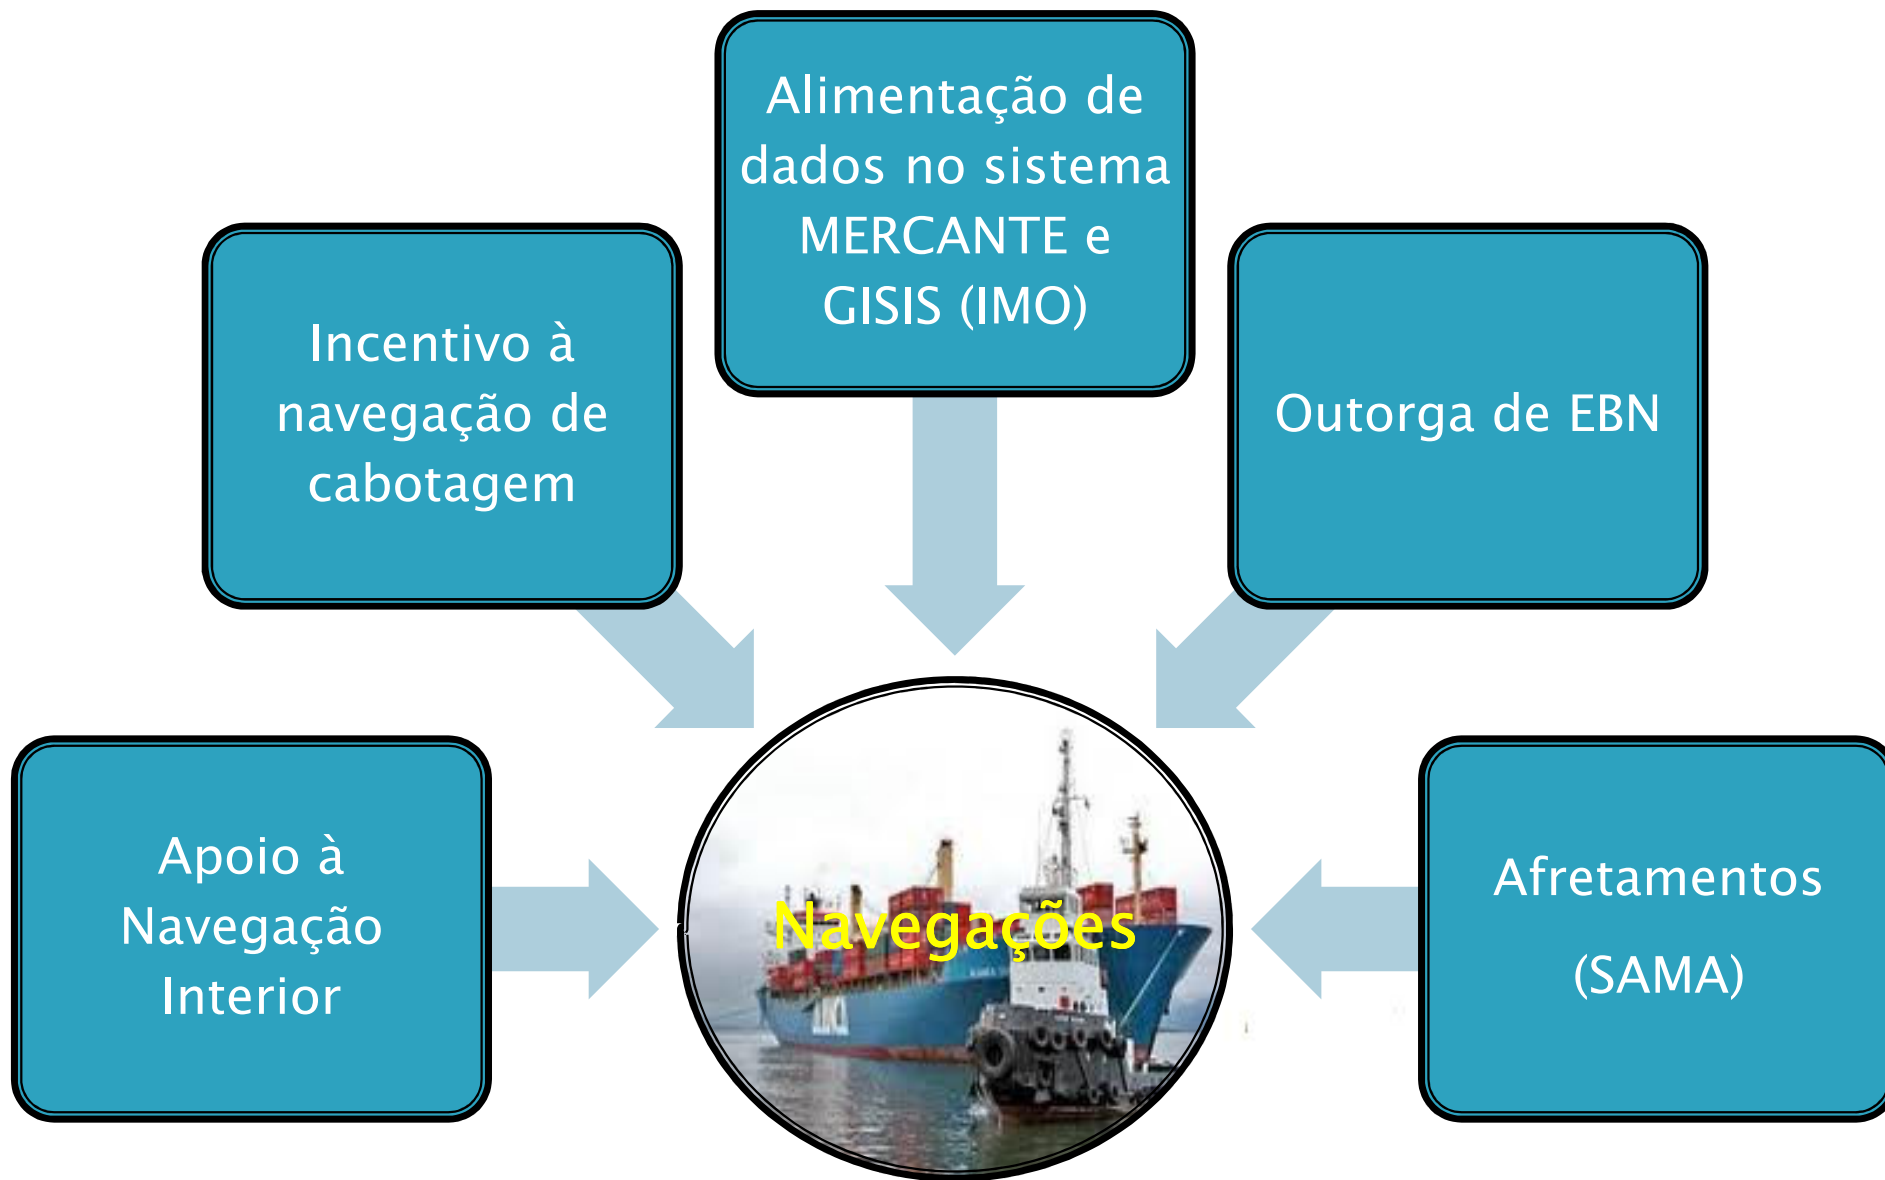 Alimentação de
dados no sistema
MERCANTE e
GISIS (IMO)
Incentivo à
navegação de
cabotagem
Outorga de EBN
Apoio à
Navegação
Interior
Navegações
Afretamentos
(SAMA)